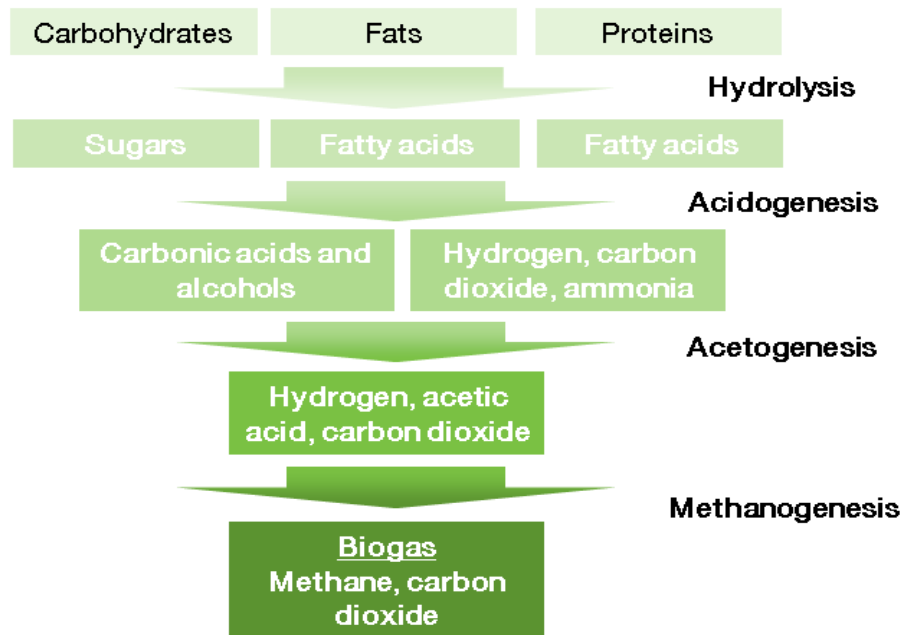 Carbohydrates
Fats
Proteins
Hydrolysis
Sugars
Fatty acids
Fatty acids
Acidogenesis
Carbonic acids and
alcohols
Hydrogen, carbon
dioxide, ammonia
Acetogenesis
Hydrogen, acetic
acid, carbon dioxide
Methanogenesis
Biogas
Methane, carbon
dioxide